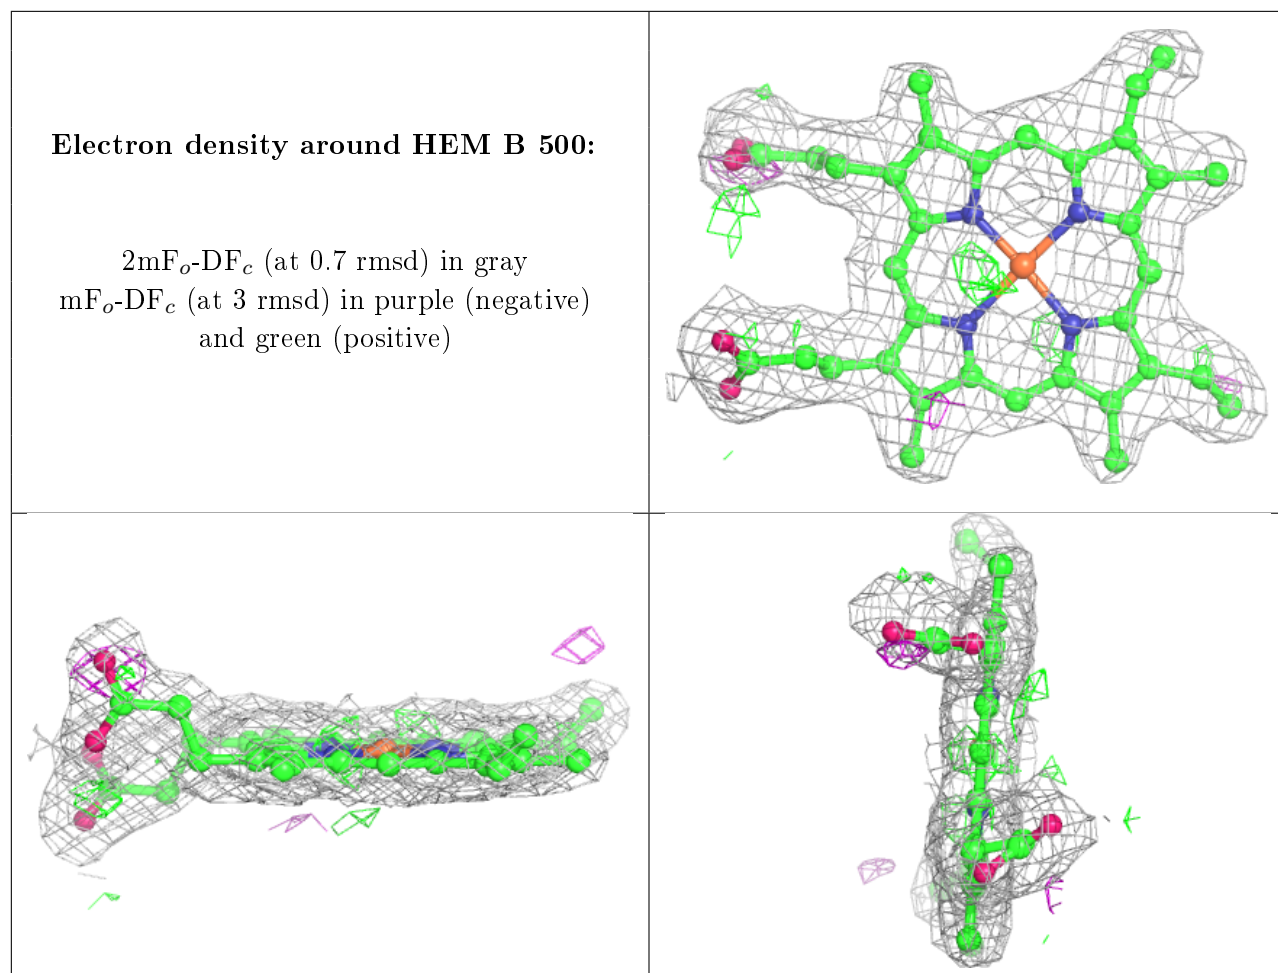 Electron density around HEM B 500:
2mFₒ-DF𝒸 (at 0.7 rmsd) in gray
mFₒ-DF𝒸 (at 3 rmsd) in purple (negative)
and green (positive)